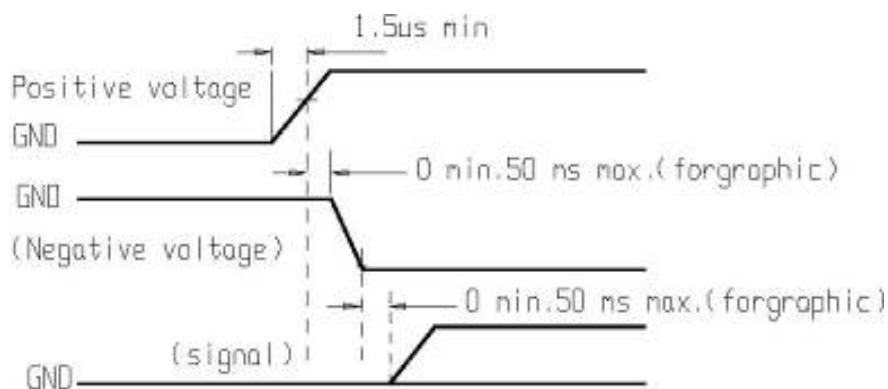 1.5us min
Positive voltage
GND
0 min.50 ms max.(forgraphic)
GND
(Negative voltage)
0 min.50 ms max.(forgraphic)
(signal)
GND